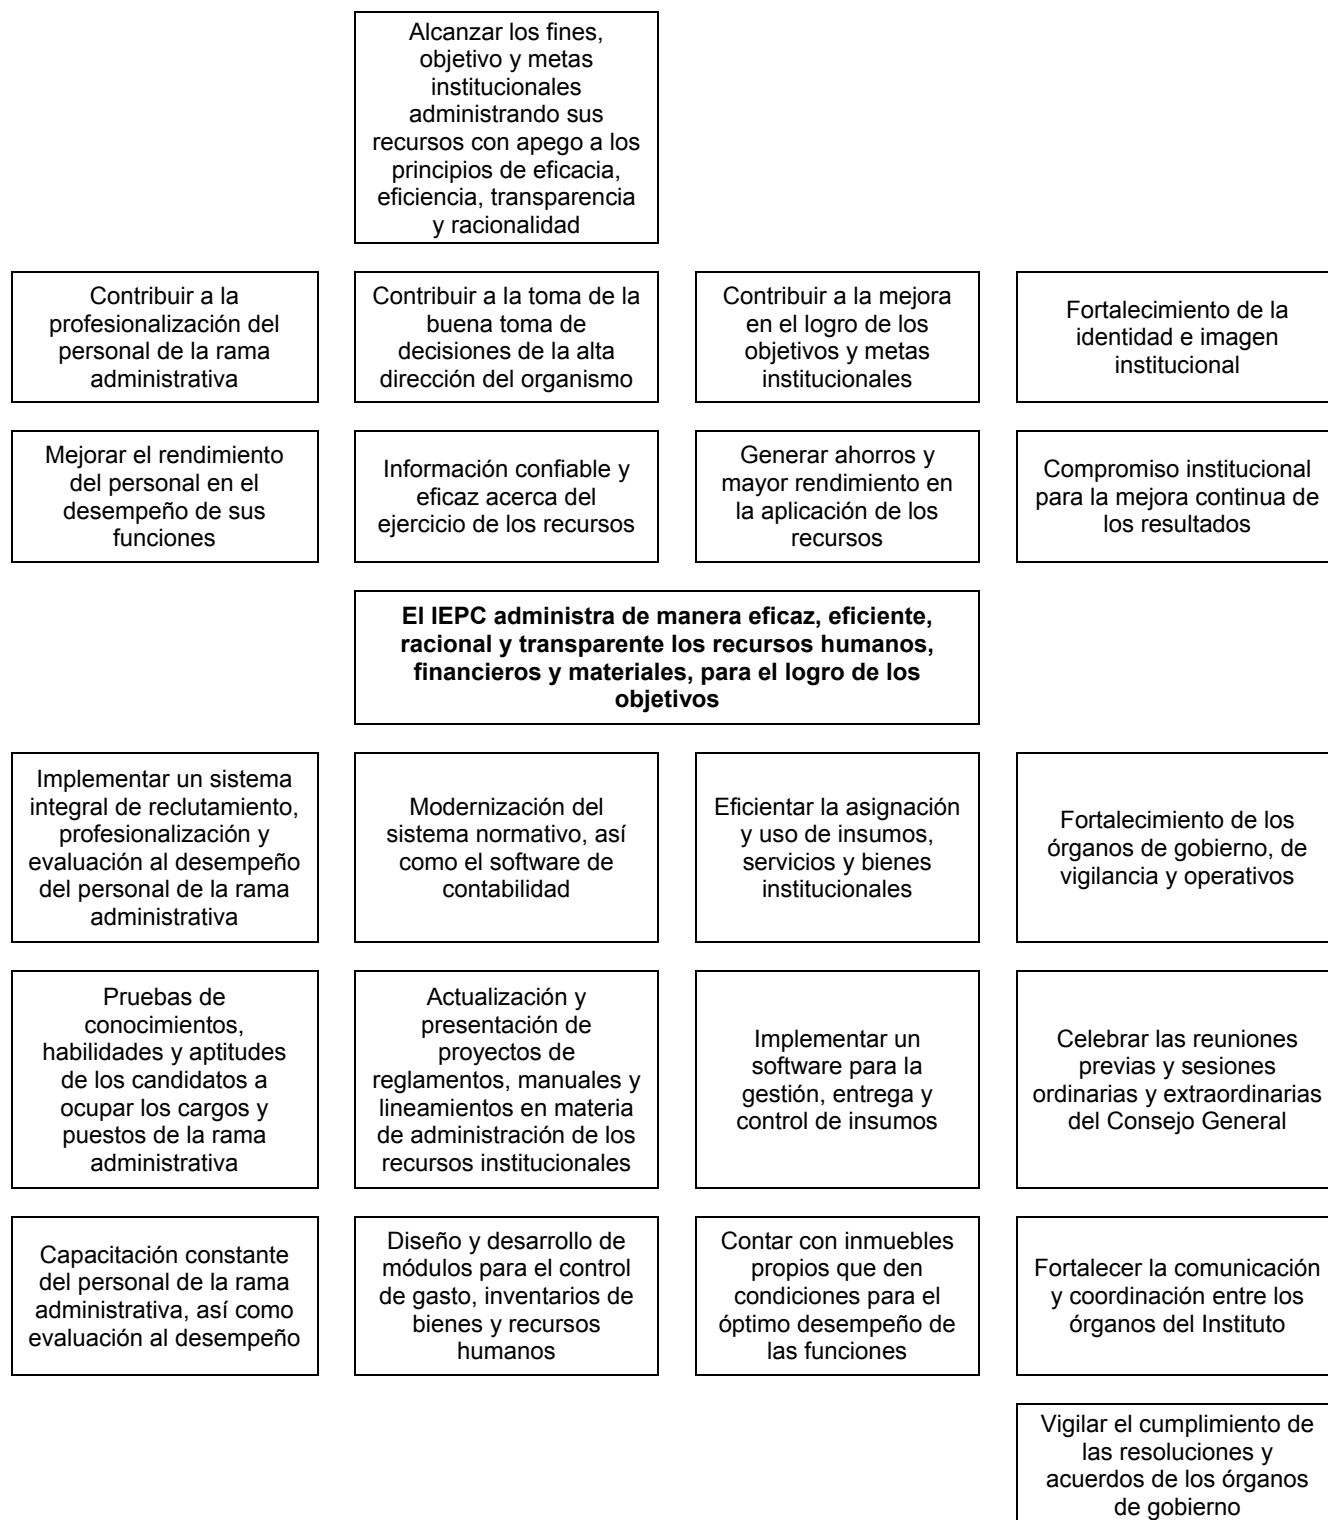 Alcanzar los fines,
objetivo y metas
institucionales
administrando sus
recursos con apego a los
principios de eficacia,
eficiencia, transparencia
y racionalidad
Contribuir a la
profesionalización del
personal de la rama
administrativa
Contribuir a la toma de la
buena toma de
decisiones de la alta
dirección del organismo
Contribuir a la mejora
en el logro de los
objetivos y metas
institucionales
Fortalecimiento de la
identidad e imagen
institucional
Mejorar el rendimiento
del personal en el
desempeño de sus
funciones
Información confiable y
eficaz acerca del
ejercicio de los recursos
Generar ahorros y
mayor rendimiento en
la aplicación de los
recursos
Compromiso institucional
para la mejora continua de
los resultados
El IEPC administra de manera eficaz, eficiente,
racional y transparente los recursos humanos,
financieros y materiales, para el logro de los
objetivos
Implementar un sistema
integral de reclutamiento,
profesionalización y
evaluación al desempeño
del personal de la rama
administrativa
Modernización del
sistema normativo, así
como el software de
contabilidad
Eficientar la asignación
y uso de insumos,
servicios y bienes
institucionales
Fortalecimiento de los
órganos de gobierno, de
vigilancia y operativos
Pruebas de
conocimientos,
habilidades y aptitudes
de los candidatos a
ocupar los cargos y
puestos de la rama
administrativa
Actualización y
presentación de
proyectos de
reglamentos, manuales y
lineamientos en materia
de administración de los
recursos institucionales
Implementar un
software para la
gestión, entrega y
control de insumos
Celebrar las reuniones
previas y sesiones
ordinarias y extraordinarias
del Consejo General
Capacitación constante
del personal de la rama
administrativa, así como
evaluación al desempeño
Diseño y desarrollo de
módulos para el control
de gasto, inventarios de
bienes y recursos
humanos
Contar con inmuebles
propios que den
condiciones para el
óptimo desempeño de
las funciones
Fortalecer la comunicación
y coordinación entre los
órganos del Instituto
Vigilar el cumplimiento de
las resoluciones y
acuerdos de los órganos
de gobierno